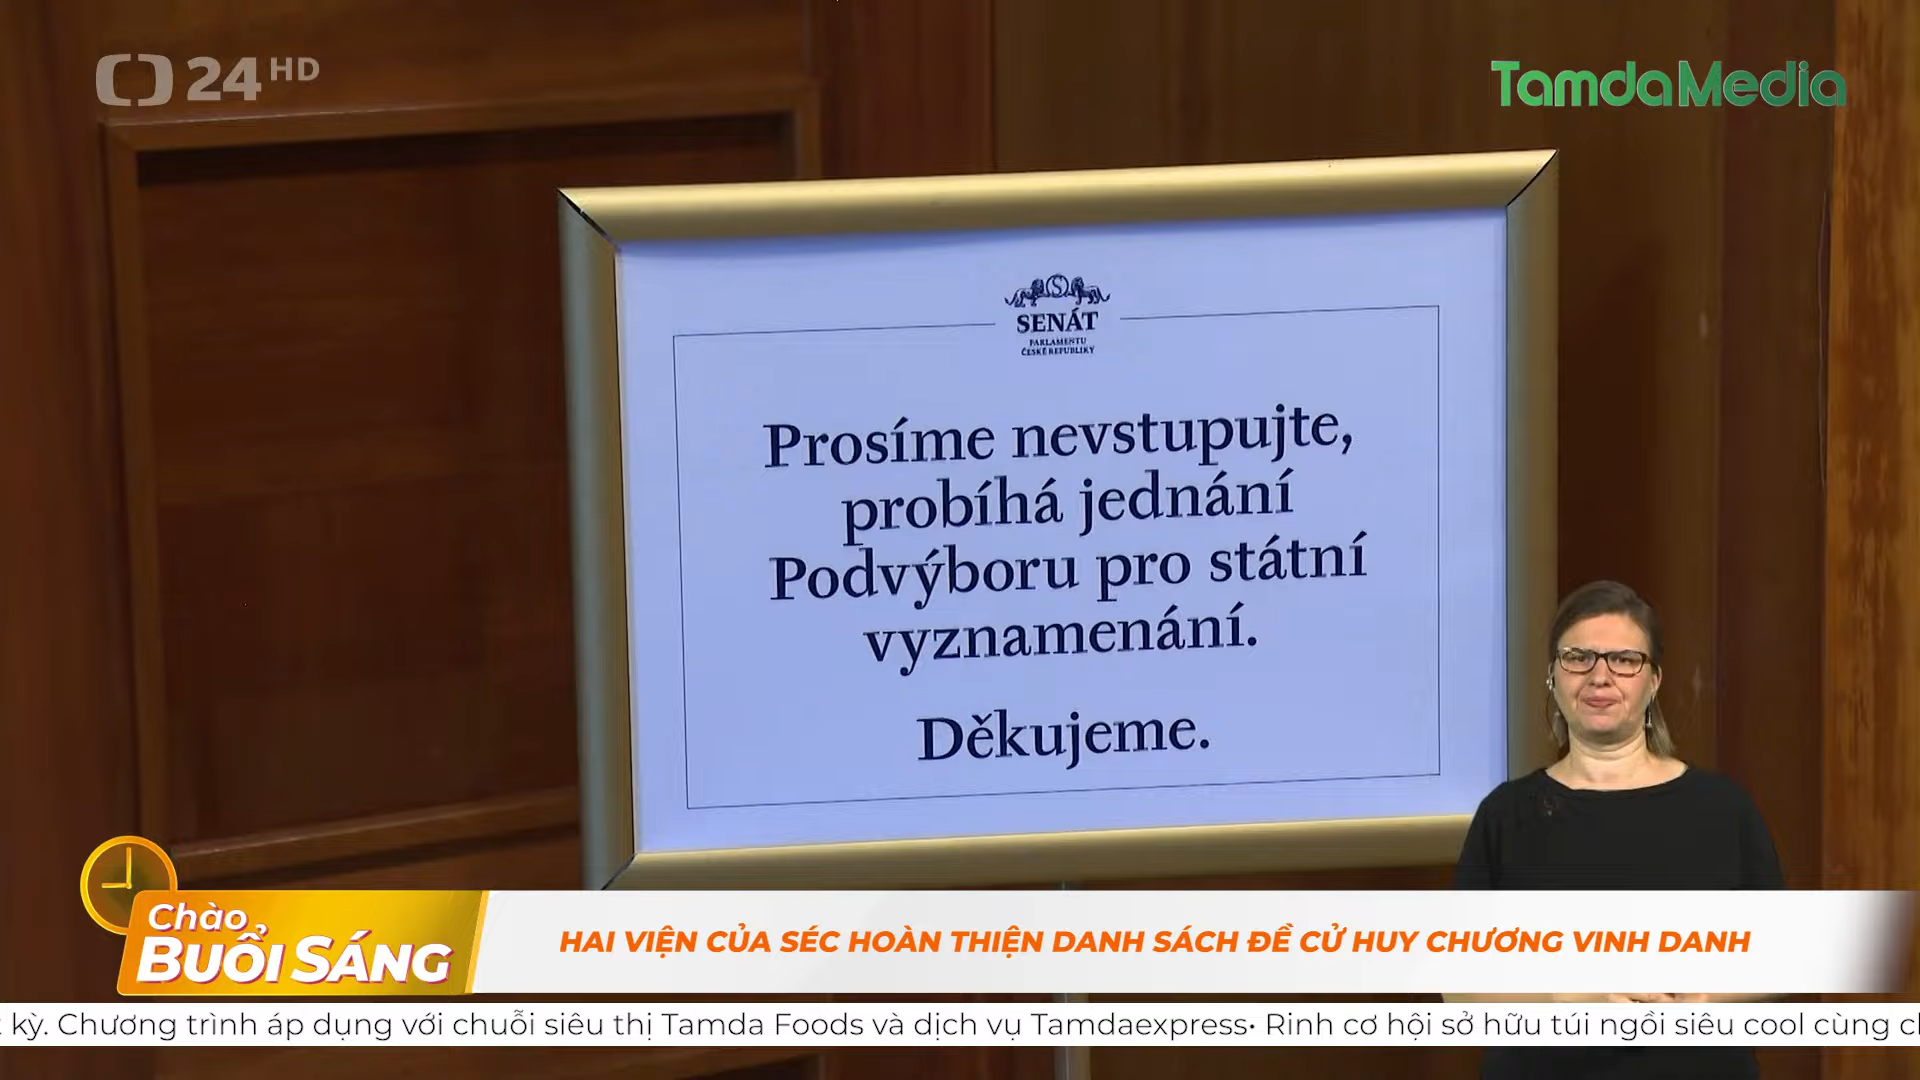 24 HD
TamdaMedia
SENÁT
PARLAMENTU
ČESKÉ REPUBLIKY
Prosíme nevstupujte,
probíhá jednání
Podvýboru pro státní
vyznamenání.
Děkujeme.
Chào
BUỔI SÁNG
HAI VIỆN CỦA SÉC HOÀN THIỆN DANH SÁCH ĐỀ CỬ HUY CHƯƠNG VINH DANH
kỳ. Chương trình áp dụng với chuỗi siêu thị Tamda Foods và dịch vụ Tamdaexpress• Rinh cơ hội sở hữu túi ngồi siêu cool cùng